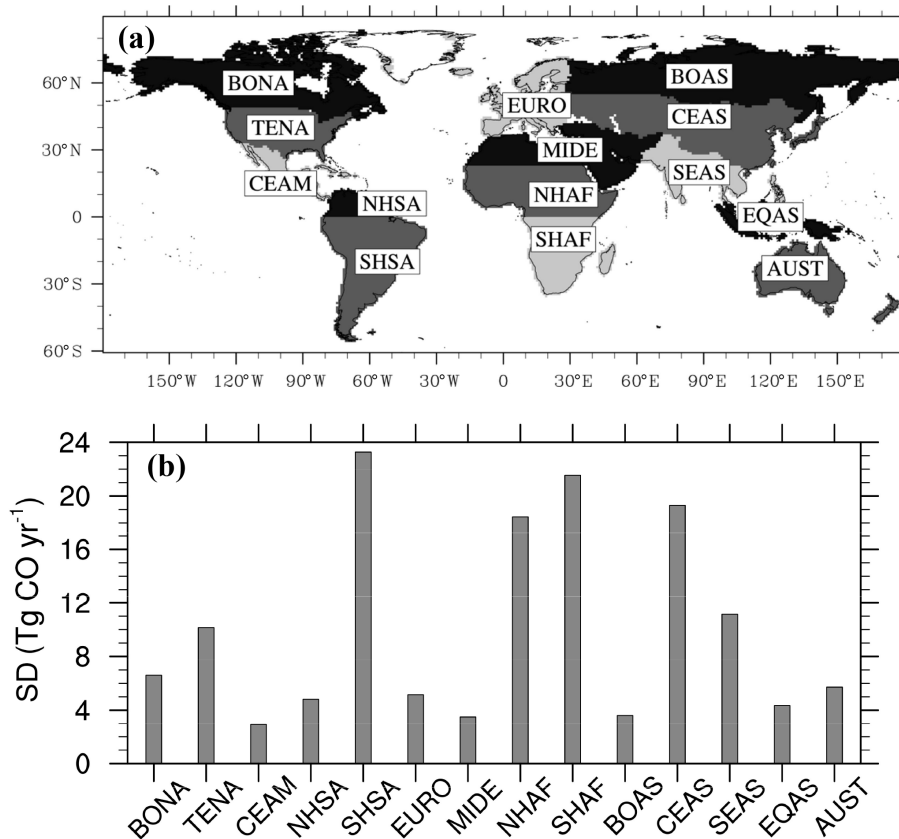 (a)
60°N
30°N
0
30°S
60°S
BONA
BOAS
EURO
TENA
CEAS
MIDE
CEAM
SEAS
NHSA
NHAF
EQAS
SHAF
SHSA
AUST
150°W 120°W 90°W 60°W 30°W 0 30°E 60°E 90°E 120°E 150°E
(b)
SD (Tg CO yr⁻¹)
24
20
16
12
8
4
0
BONA TENA CEAM NHSA SHSA EURO MIDE NHAF SHAF BOAS CEAS SEAS EQAS AUST